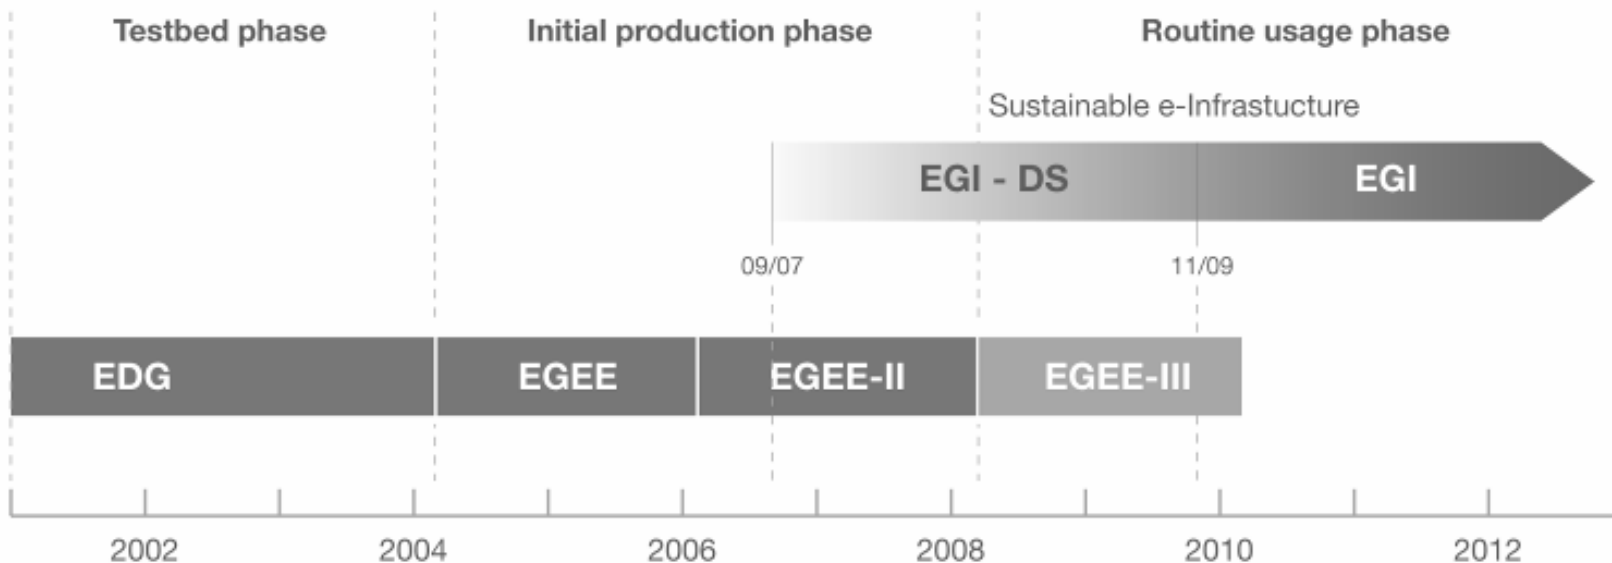 Testbed phase
Initial production phase
Routine usage phase
Sustainable e-Infrastucture
EGI - DS
EGI
09/07
11/09
EDG
EGEE
EGEE-II
EGEE-III
2002
2004
2006
2008
2010
2012